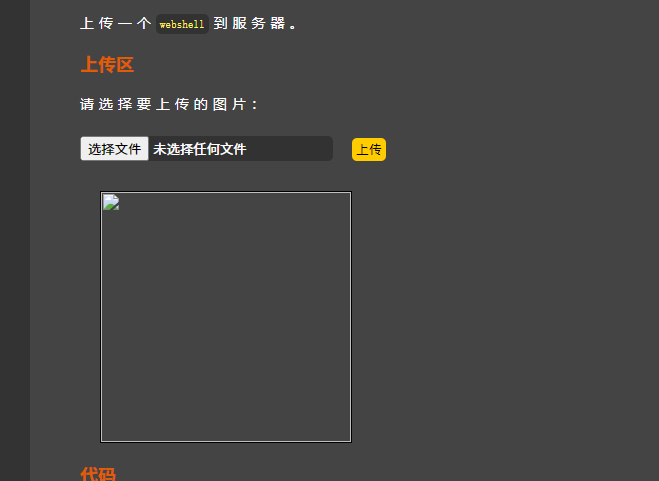 上传一个 webshell 到服务器。
上传区
请选择要上传的图片：
选择文件 未选择任何文件 上传
代码